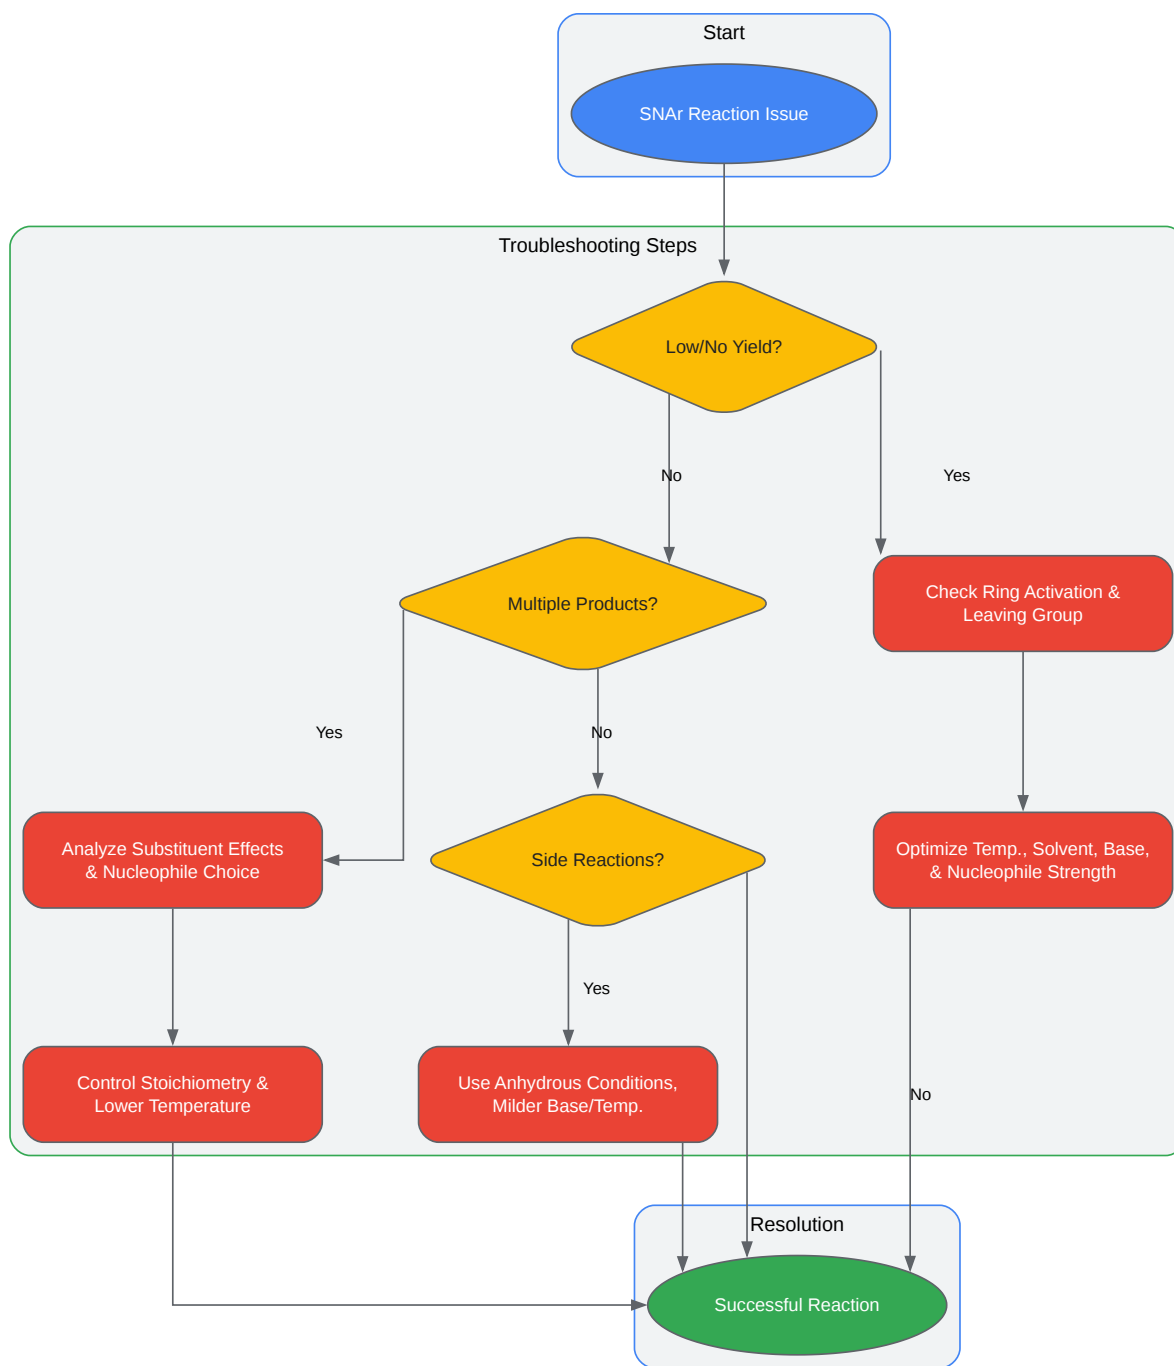 Start
SNAr Reaction Issue
Troubleshooting Steps
Low/No Yield?
No
Yes
Multiple Products?
Check Ring Activation &
Leaving Group
Yes
No
Analyze Substituent Effects
& Nucleophile Choice
Side Reactions?
Optimize Temp., Solvent, Base,
& Nucleophile Strength
Yes
Control Stoichiometry &
Lower Temperature
Use Anhydrous Conditions,
Milder Base/Temp.
No
Resolution
Successful Reaction